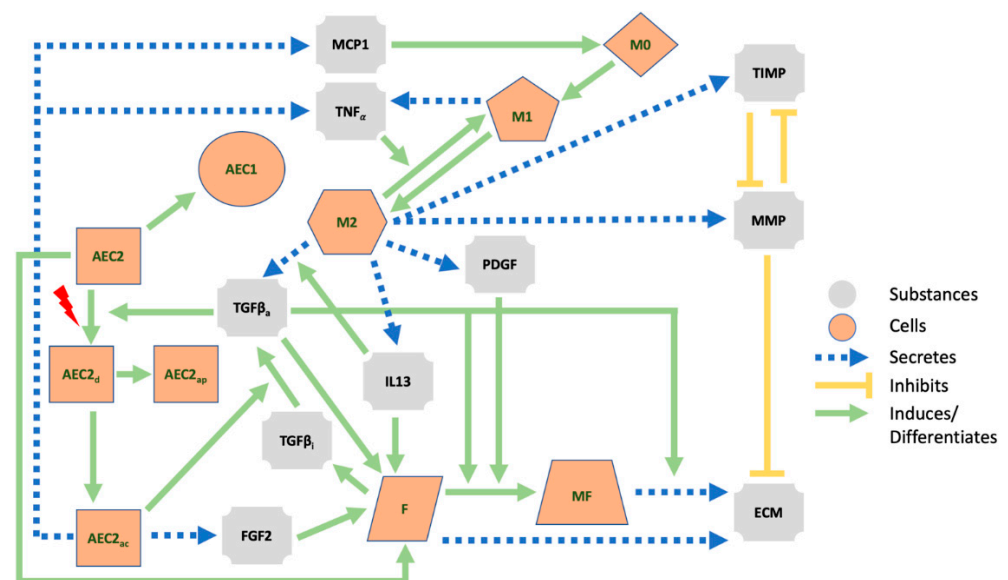 MCP1
M0
TIMP
TNFα
M1
AEC1
M2
MMP
AEC2
PDGF
TGFβa
Substances
Cells
AEC2d
AEC2ap
IL13
Secretes
Inhibits
Induces/
Differentiates
TGFβi
F
MF
ECM
AEC2ac
FGF2